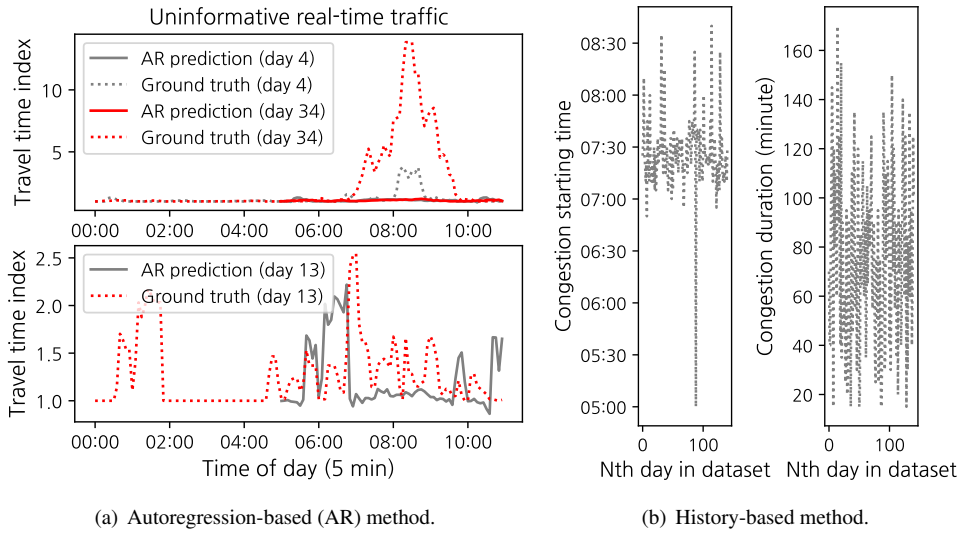 Uninformative real-time traffic
Travel time index
10
5
AR prediction (day 4)
Ground truth (day 4)
AR prediction (day 34)
Ground truth (day 34)
00:00 02:00 04:00 06:00 08:00 10:00
Travel time index
2.5
2.0
1.5
1.0
AR prediction (day 13)
Ground truth (day 13)
00:00 02:00 04:00 06:00 08:00 10:00
Time of day (5 min)
(a) Autoregression-based (AR) method.
Congestion starting time
08:30
08:00
07:30
07:00
06:30
06:00
05:30
05:00
0 100
Nth day in dataset
Congestion duration (minute)
160
140
120
100
80
60
40
20
0 100
Nth day in dataset
(b) History-based method.